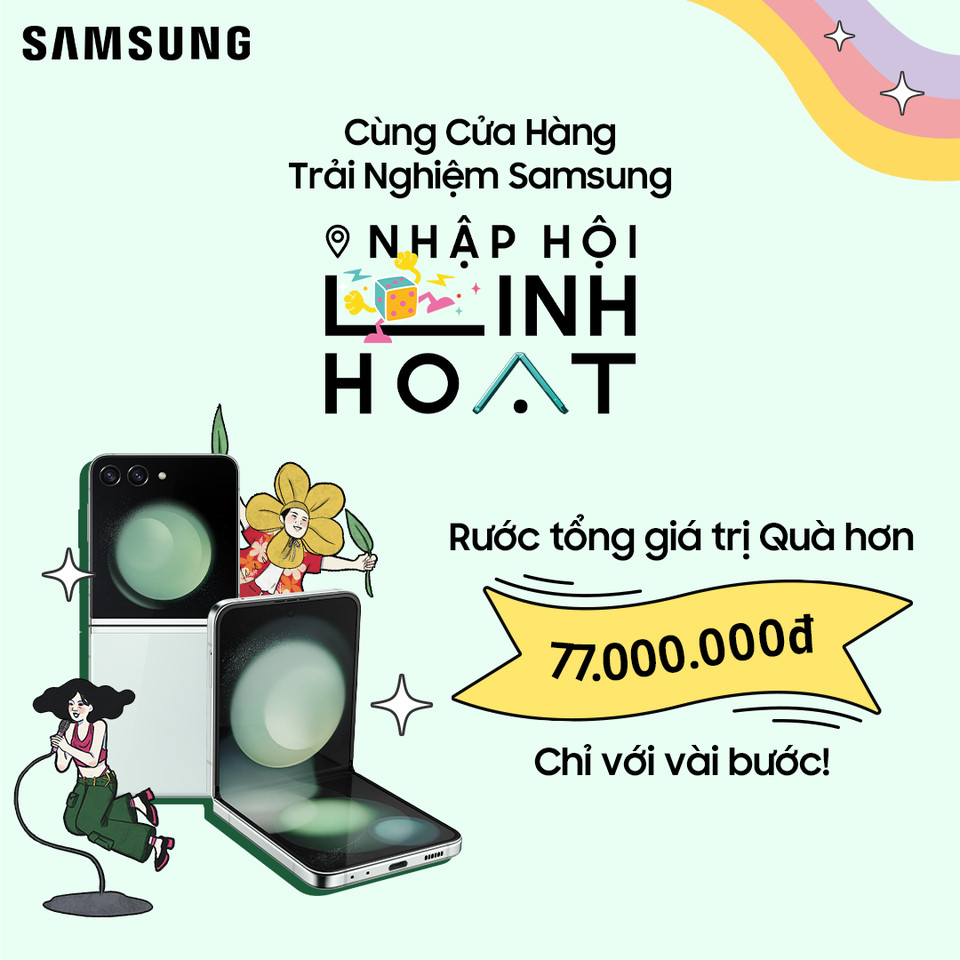 SAMSUNG
Cùng Cửa Hàng
Trải Nghiệm Samsung
NHẬP HỘI
LINH
HOẠT
Rước tổng giá trị Quà hơn
77.000.000đ
Chỉ với vài bước!